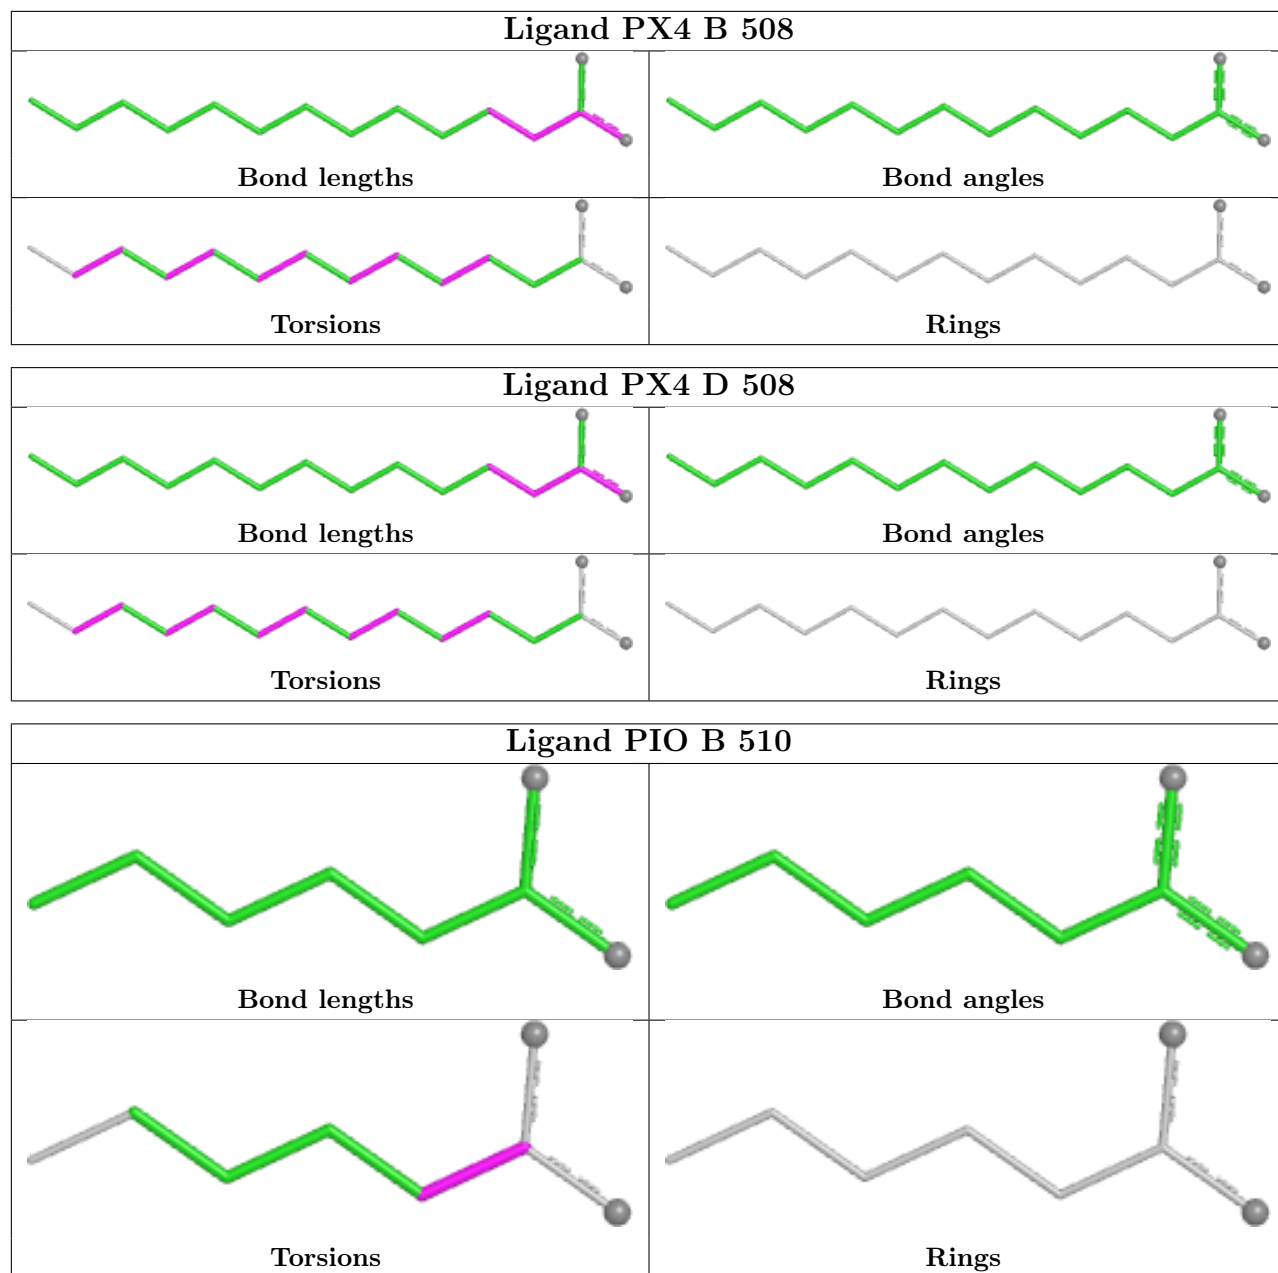 Ligand PX4 B 508
Bond lengths
Bond angles
Torsions
Rings
Ligand PX4 D 508
Bond lengths
Bond angles
Torsions
Rings
Ligand PIO B 510
Bond lengths
Bond angles
Torsions
Rings